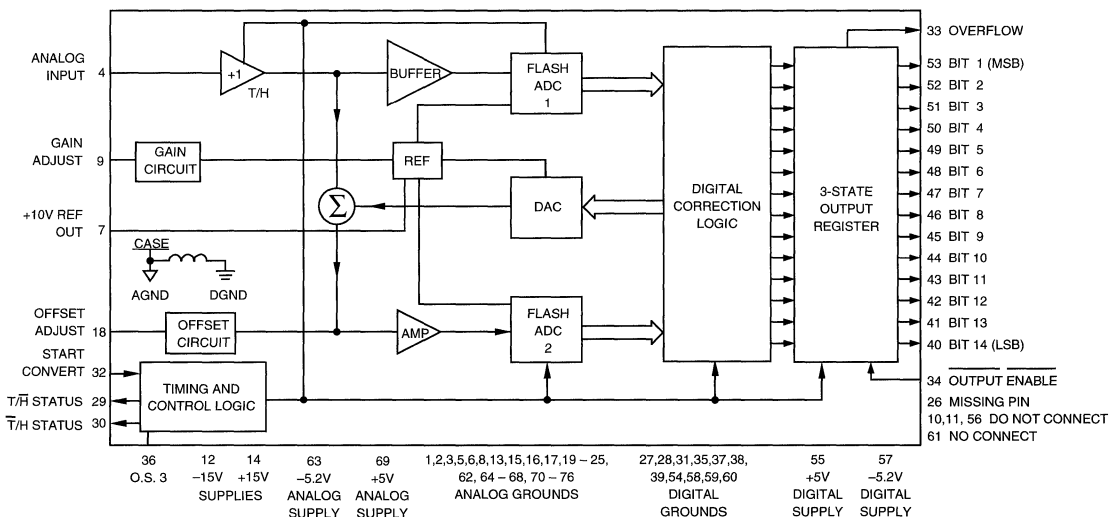 33 OVERFLOW
ANALOG
INPUT 4
+1
T/H
BUFFER
FLASH
ADC
1
53 BIT 1 (MSB)
52 BIT 2
51 BIT 3
50 BIT 4
49 BIT 5
48 BIT 6
47 BIT 7
46 BIT 8
45 BIT 9
44 BIT 10
43 BIT 11
42 BIT 12
41 BIT 13
40 BIT 14 (LSB)
GAIN
ADJUST 9
GAIN
CIRCUIT
REF
+10V REF
OUT 7
Σ
DAC
DIGITAL
CORRECTION
LOGIC
3-STATE
OUTPUT
REGISTER
CASE
AGND
DGND
OFFSET
ADJUST 18
OFFSET
CIRCUIT
AMP
FLASH
ADC
2
START
CONVERT 32
T/H̅ STATUS 29
T̅/H STATUS 30
TIMING AND
CONTROL LOGIC
34 OUTPUT ENABLE
26 MISSING PIN
10,11, 56 DO NOT CONNECT
61 NO CONNECT
36
O.S. 3
12 14
–15V +15V
SUPPLIES
63
–5.2V
ANALOG
SUPPLY
69
+5V
ANALOG
SUPPLY
1,2,3,5,6,8,13,15,16,17,19 – 25,
62, 64 – 68, 70 – 76
ANALOG GROUNDS
27,28,31,35,37,38,
39,54,58,59,60
DIGITAL
GROUNDS
55
+5V
DIGITAL
SUPPLY
57
–5.2V
DIGITAL
SUPPLY